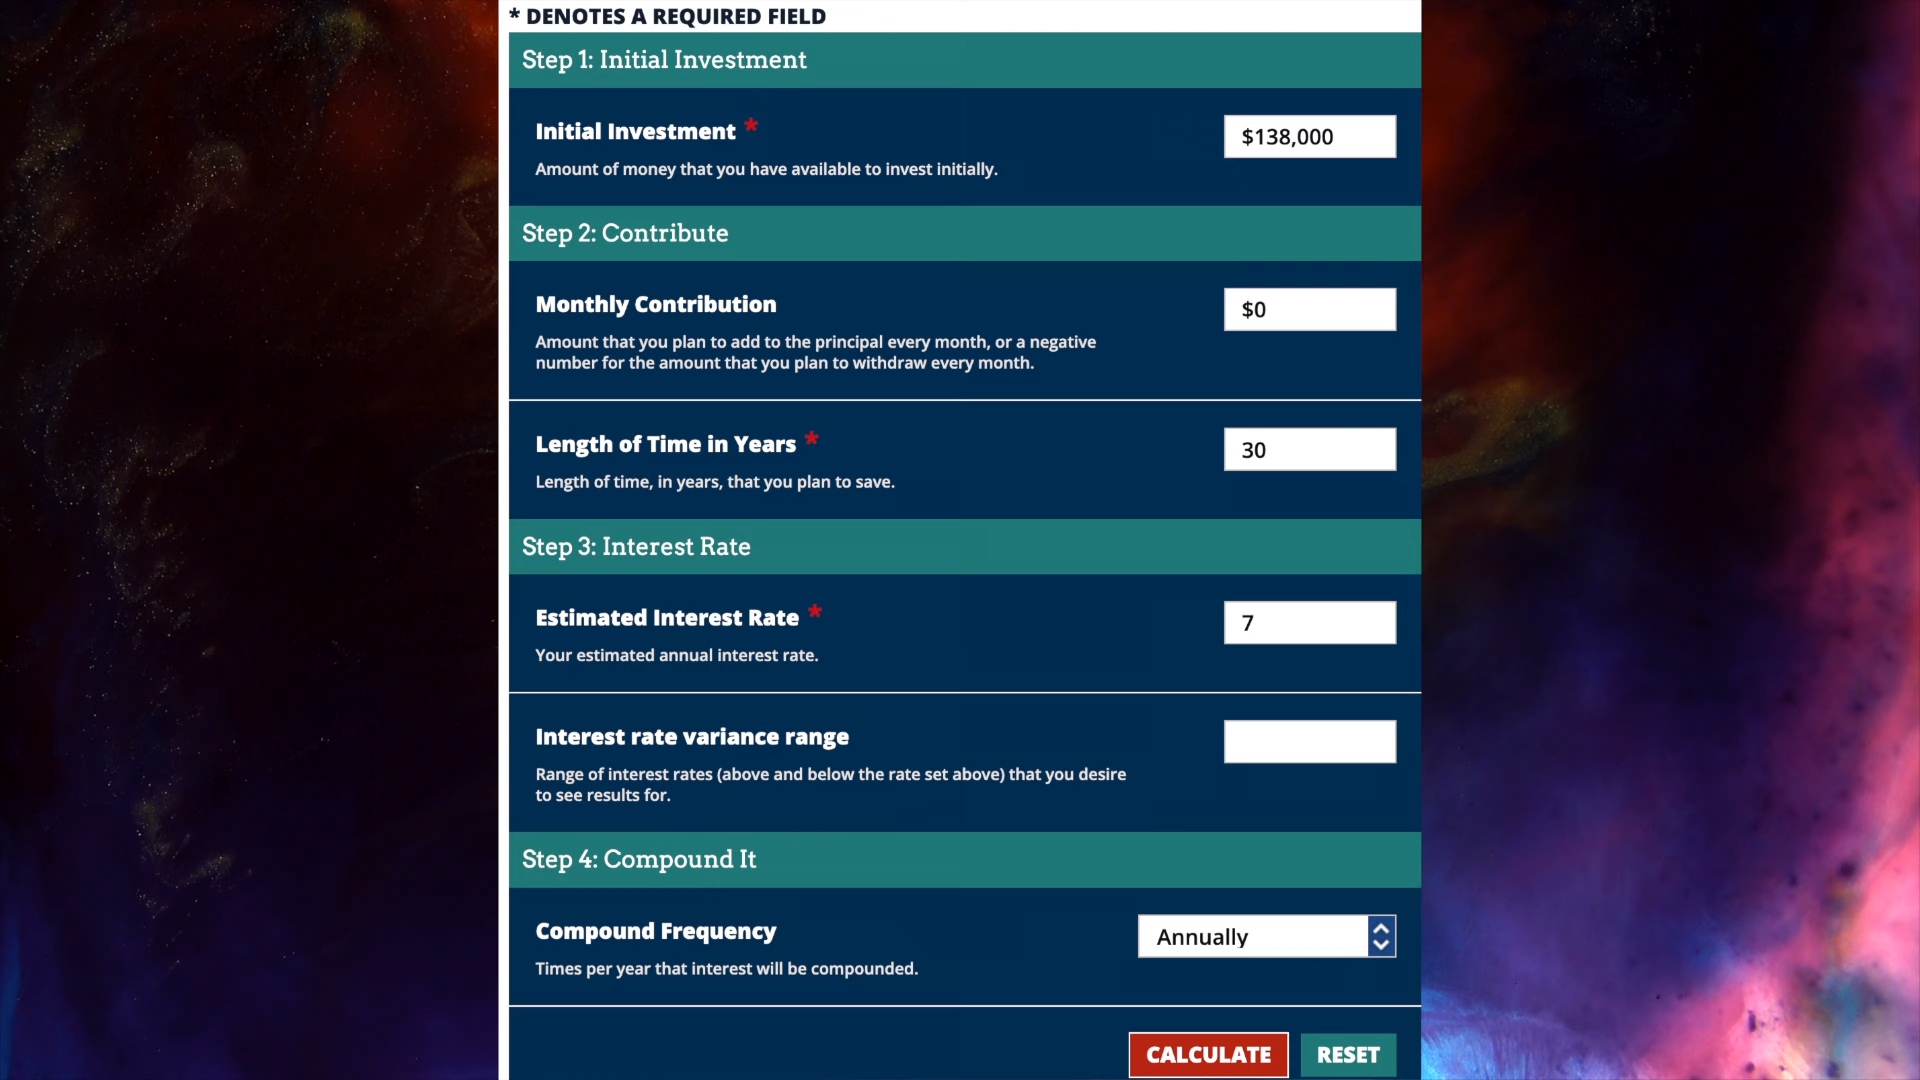 * DENOTES A REQUIRED FIELD
Step 1: Initial Investment
Initial Investment *
$138,000
Amount of money that you have available to invest initially.
Step 2: Contribute
Monthly Contribution
$0
Amount that you plan to add to the principal every month, or a negative
number for the amount that you plan to withdraw every month.
Length of Time in Years *
30
Length of time, in years, that you plan to save.
Step 3: Interest Rate
Estimated Interest Rate *
7
Your estimated annual interest rate.
Interest rate variance range
Range of interest rates (above and below the rate set above) that you desire
to see results for.
Step 4: Compound It
Compound Frequency
Annually
Times per year that interest will be compounded.
CALCULATE
RESET